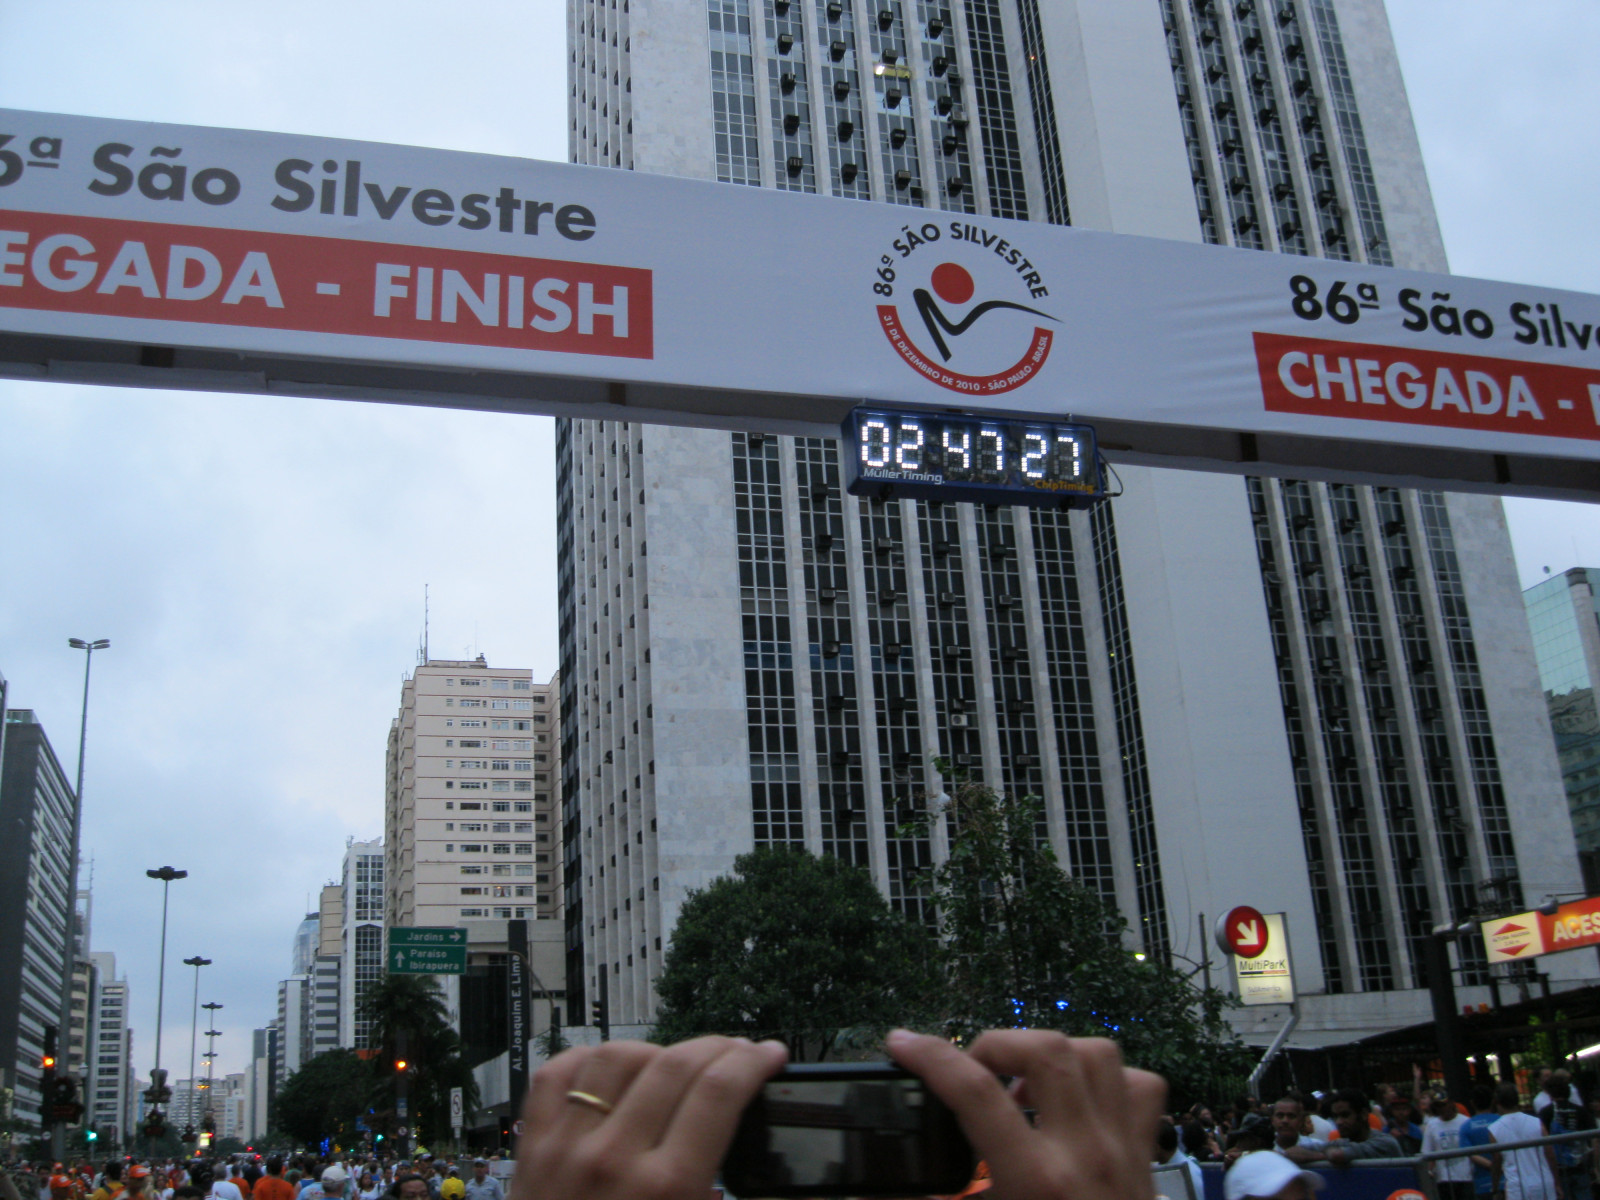 6ª São Silvestre
EGADA - FINISH
86ª SÃO SILVESTRE
31 DE DEZEMBRO DE 2010 - SÃO PAULO - BRASIL
86ª São Silv
CHEGADA -
02 47 27
MüllerTiming
ChipTiming
Jardins
Paraíso
Ibirapuera
Al. Joaquim E. Lima
MultiPark
ACES